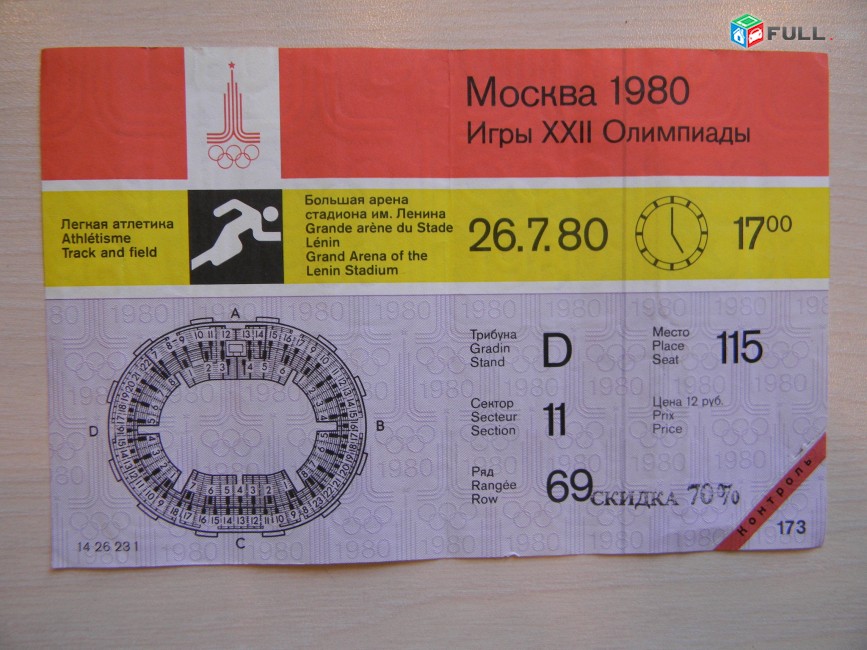 FULL
Москва 1980
Игры XXII Олимпиады
Легкая атлетика
Athlétisme
Track and field
Большая арена
стадиона им. Ленина
Grande arène du Stade
Lénin
Grand Arena of the
Lenin Stadium
26.7.80
17⁰⁰
A
B
C
D
Трибуна
Gradin
Stand
D
Место
Place
Seat
115
Сектор
Secteur
Section
11
Цена 12 руб.
Prix
Price
Ряд
Rangée
Row
69
СКИДКА 70%
Контроль
173
14 26 23 1